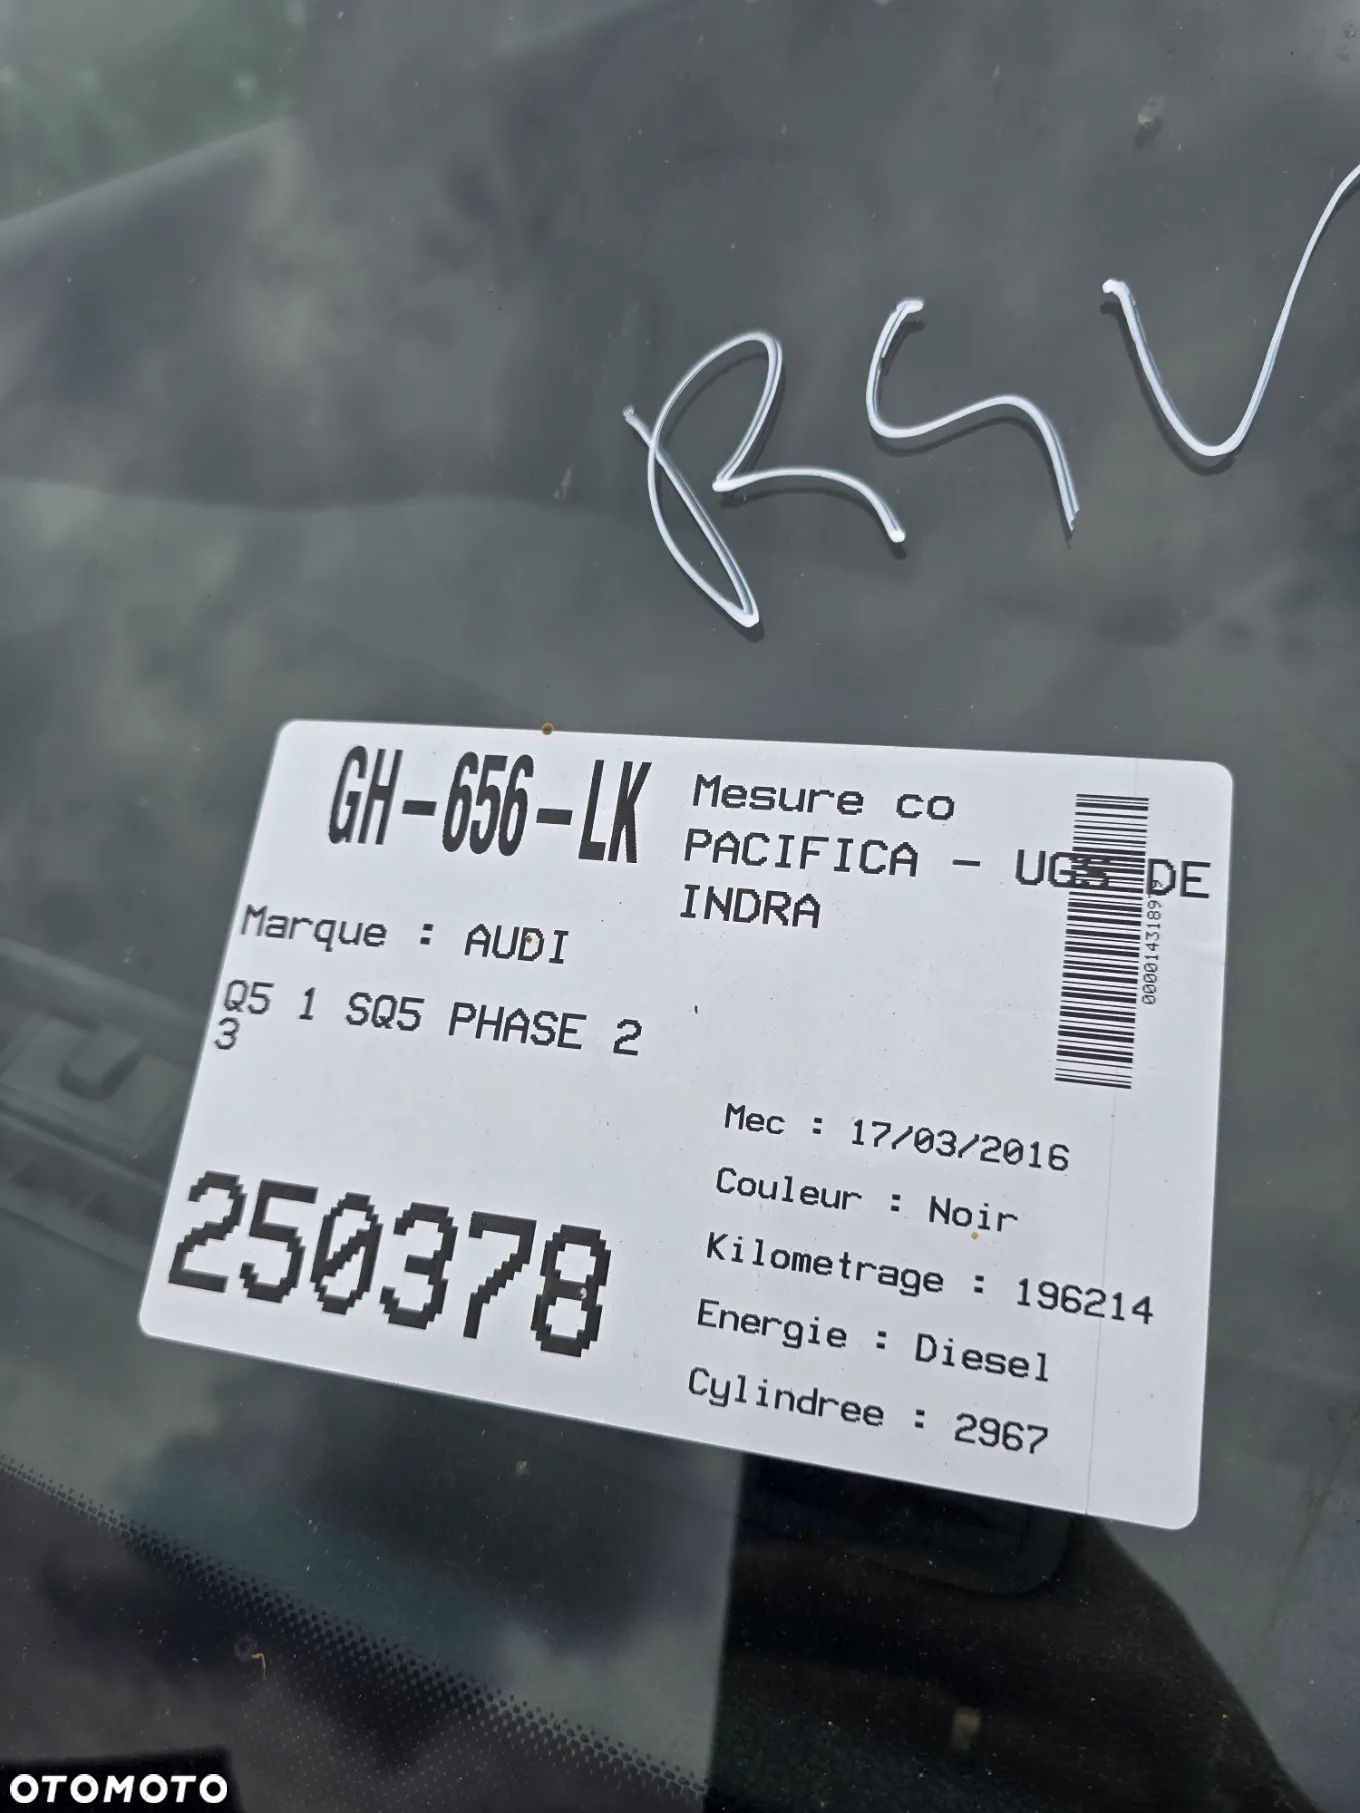 RSV
GH-656-LK
Mesure co
PACIFICA - UGS DE
INDRA
Marque : AUDI
Q5 1 SQ5 PHASE 2
3
Mec : 17/03/2016
Couleur : Noir
Kilometrage : 196214
Energie : Diesel
Cylindree : 2967
250378
OTOMOTO